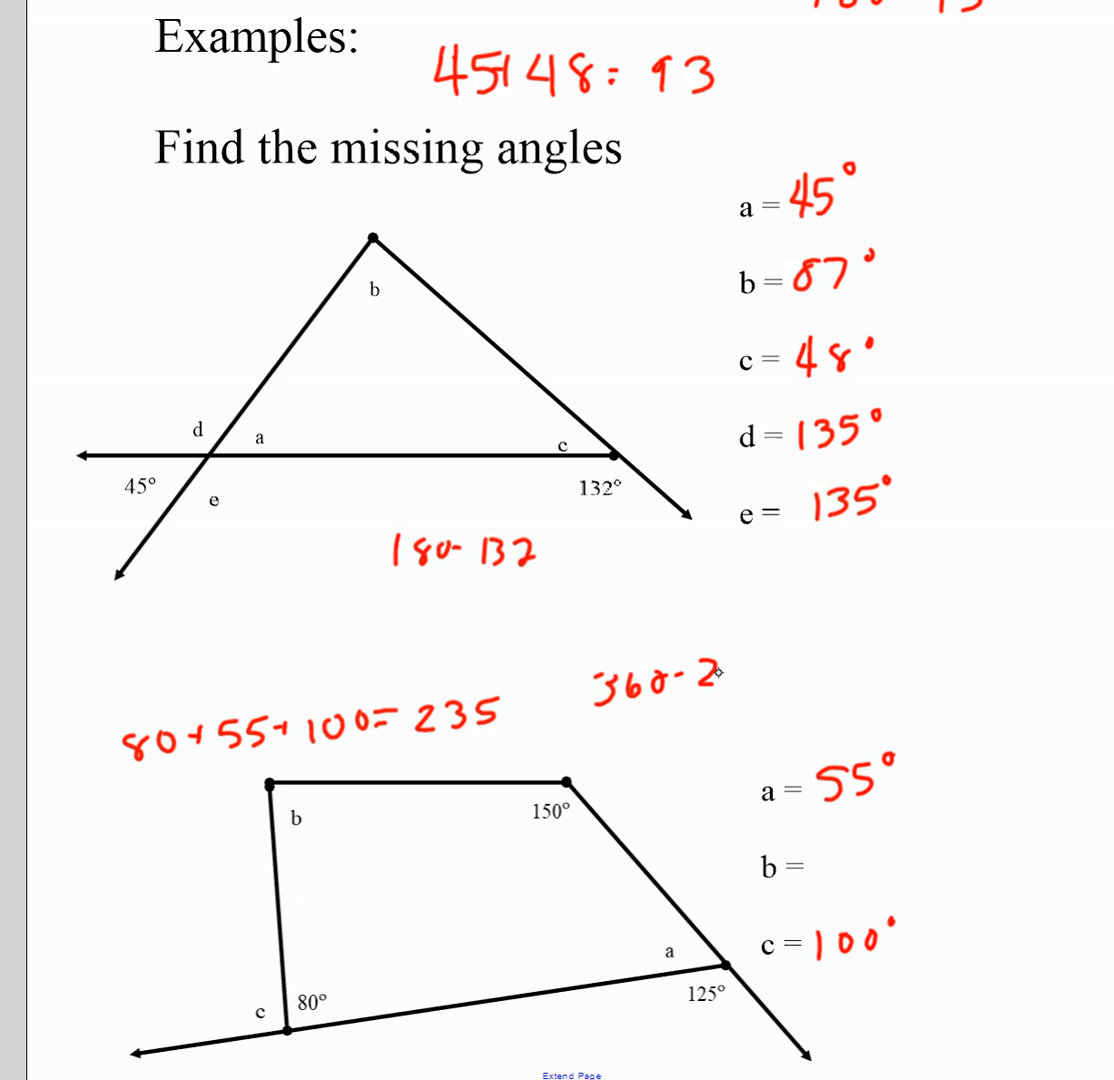 Examples:
45+48= 93
Find the missing angles
a = 45°
b = 87°
c = 48°
d = 135°
e = 135°
b
d
a
c
45°
e
132°
180-132
360-2
80+55+100= 235
a = 55°
b =
c = 100°
b
150°
a
125°
c
80°
Extend Page